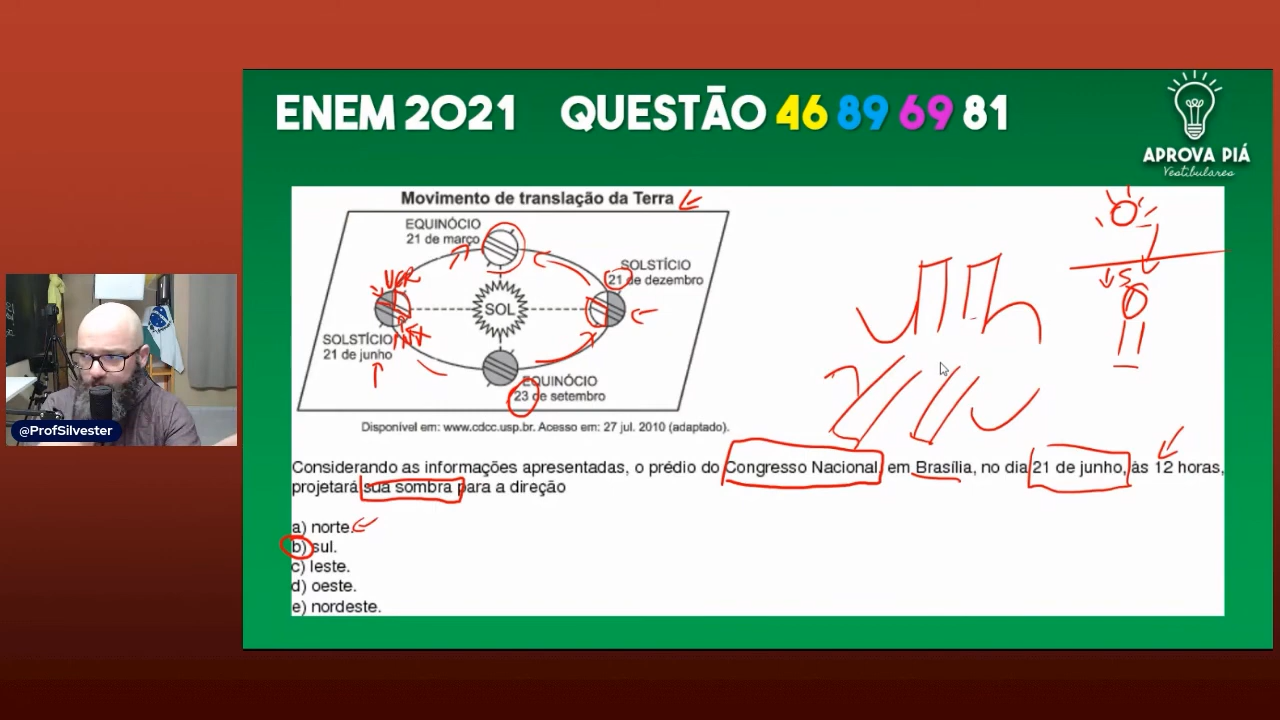 ENEM 2021 QUESTÃO 46 89 69 81
APROVA PIÁ
Vestibulares
Movimento de translação da Terra
EQUINÓCIO
21 de março
SOLSTÍCIO
21 de dezembro
SOL
VER
SOLSTÍCIO
21 de junho
EQUINÓCIO
23 de setembro
Disponível em: www.cdcc.usp.br. Acesso em: 27 jul. 2010 (adaptado).
@ProfSilvester
Considerando as informações apresentadas, o prédio do Congresso Nacional, em Brasília, no dia 21 de junho, às 12 horas,
projetará sua sombra para a direção
a) norte.
b) sul.
c) leste.
d) oeste.
e) nordeste.